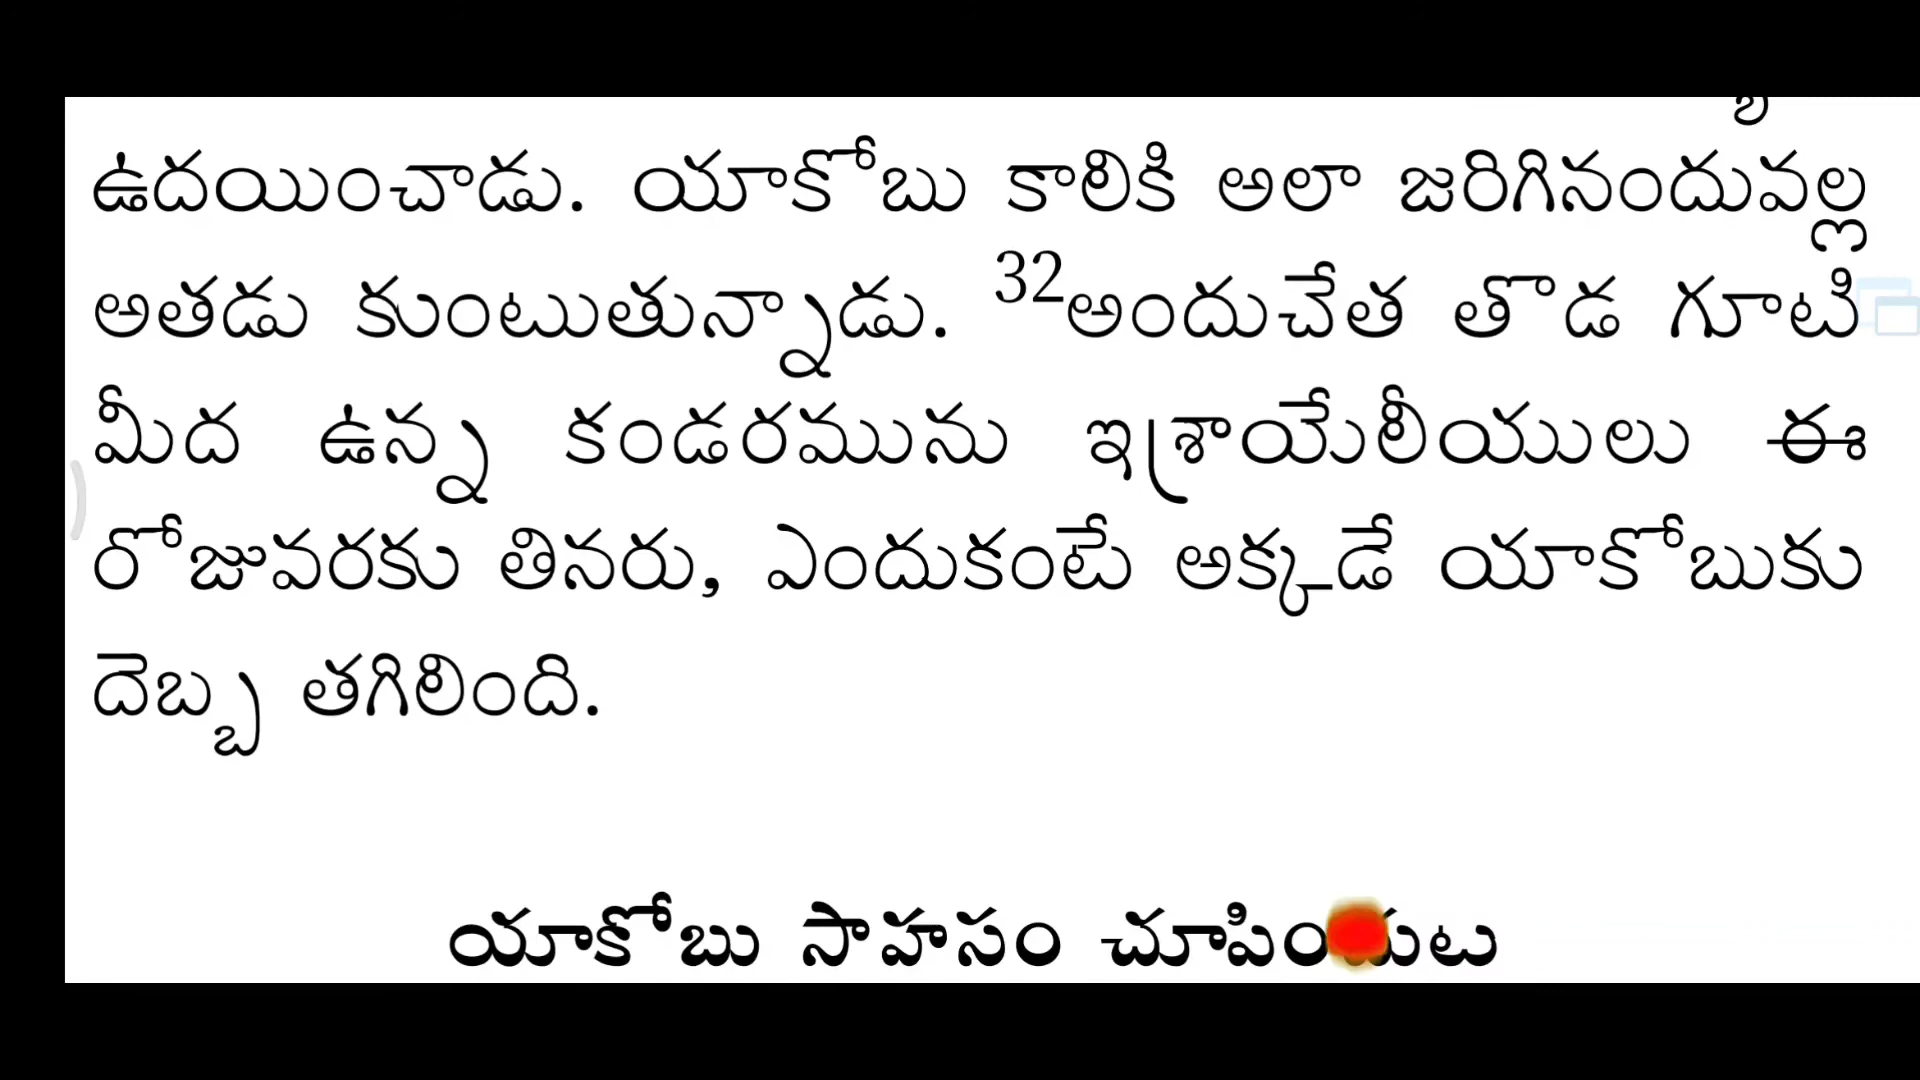 ఉదయించాడు. యాకోబు కాలికి అలా జరిగినందువల్ల
అతడు కుంటుతున్నాడు. 32అందుచేత తొడ గూటి
మీద ఉన్న కండరమును ఇశ్రాయేలీయులు ఈ
రోజువరకు తినరు, ఎందుకంటే అక్కడే యాకోబుకు
దెబ్బ తగిలింది.
యాకోబు సాహసం